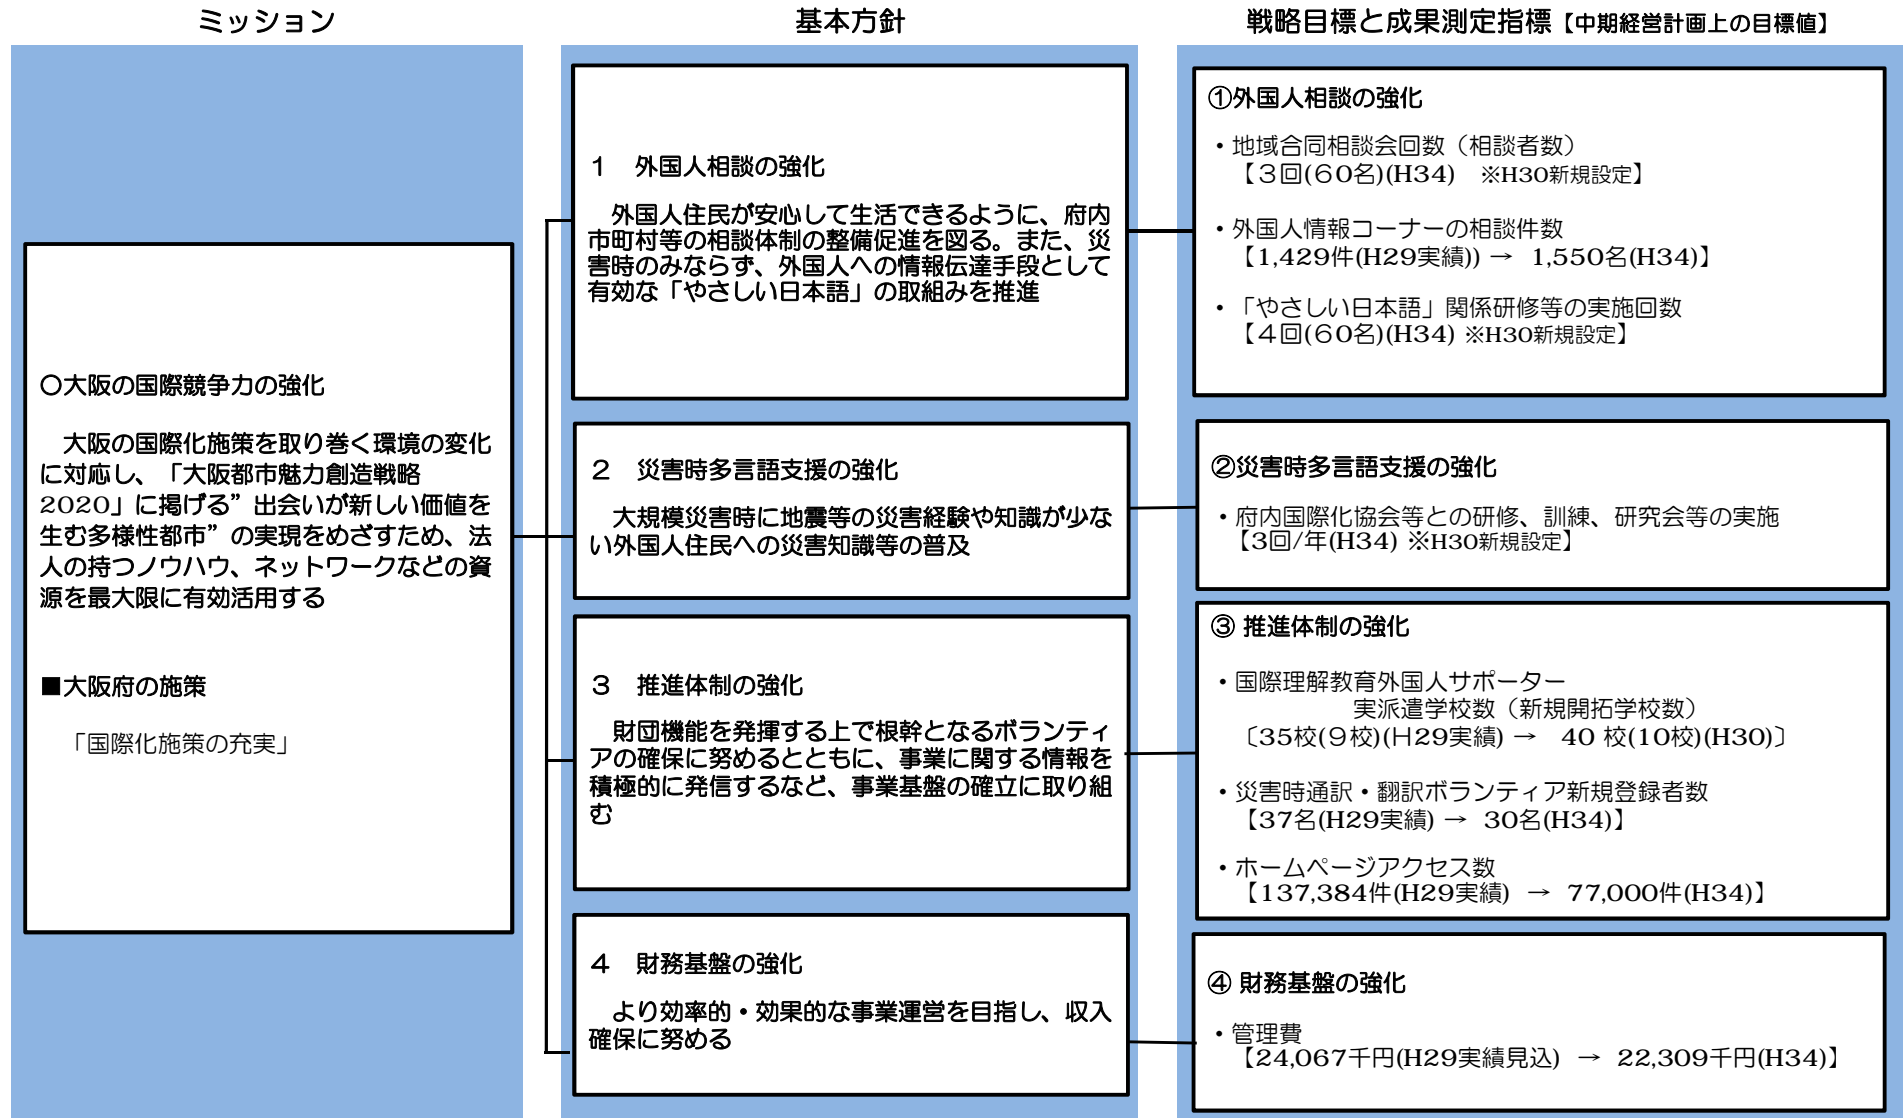 ミッション
基本方針
戦略目標と成果測定指標【中期経営計画上の目標値】
〇大阪の国際競争力の強化
大阪の国際化施策を取り巻く環境の変化
に対応し、「大阪都市魅力創造戦略
2020」に掲げる”出会いが新しい価値を
生む多様性都市”の実現をめざすため、法
人の持つノウハウ、ネットワークなどの資
源を最大限に有効活用する
■大阪府の施策
「国際化施策の充実」
１　外国人相談の強化
外国人住民が安心して生活できるように、府内
市町村等の相談体制の整備促進を図る。また、災
害時のみならず、外国人への情報伝達手段として
有効な「やさしい日本語」の取組みを推進
２　災害時多言語支援の強化
大規模災害時に地震等の災害経験や知識が少な
い外国人住民への災害知識等の普及
３　推進体制の強化
財団機能を発揮する上で根幹となるボランティ
アの確保に努めるとともに、事業に関する情報を
積極的に発信するなど、事業基盤の確立に取り組
む
４　財務基盤の強化
より効率的・効果的な事業運営を目指し、収入
確保に努める
①外国人相談の強化
・地域合同相談会回数（相談者数）
【３回(６０名)(H34)　※H30新規設定】
・外国人情報コーナーの相談件数
【1,429件(H29実績)) → 1,550名(H34)】
・「やさしい日本語」関係研修等の実施回数
【４回(６０名)(H34) ※H30新規設定】
②災害時多言語支援の強化
・府内国際化協会等との研修、訓練、研究会等の実施
【3回/年(H34) ※H30新規設定】
③ 推進体制の強化
・国際理解教育外国人サポーター
実派遣学校数（新規開拓学校数）
〔35校(９校)(Ｈ29実績) →　40 校(10校)(H30)〕
・災害時通訳・翻訳ボランティア新規登録者数
【37名(H29実績) →　30名(H34)】
・ホームページアクセス数
【137,384件(H29実績)　→　77,000件(H34)】
④ 財務基盤の強化
・管理費
【24,067千円(H29実績見込)　→　22,309千円(H34)】